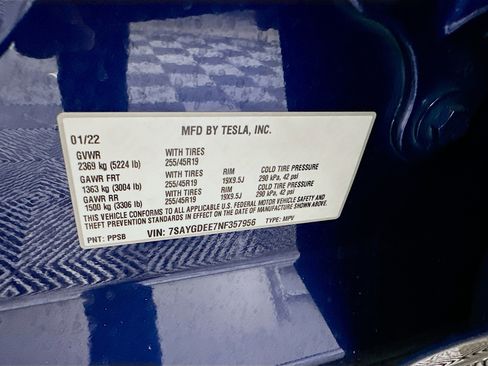 MFD BY TESLA, INC.
01/22
GVWR WITH TIRES
2369 kg (5224 lb) 255/45R19
GAWR FRT WITH TIRES RIM COLD TIRE PRESSURE
1363 kg (3004 lb) 255/45R19 19X9.5J 290 kPa, 42 psi
GAWR RR WITH TIRES RIM COLD TIRE PRESSURE
1500 kg (3306 lb) 255/45R19 19X9.5J 290 kPa, 42 psi
THIS VEHICLE CONFORMS TO ALL APPLICABLE U.S. FEDERAL MOTOR VEHICLE SAFETY AND
THEFT PREVENTION STANDARDS IN EFFECT ON THE DATE OF MANUFACTURE SHOWN ABOVE.
PNT: PPSB VIN: 7SAYGDEE7NF357956 TYPE: MPV